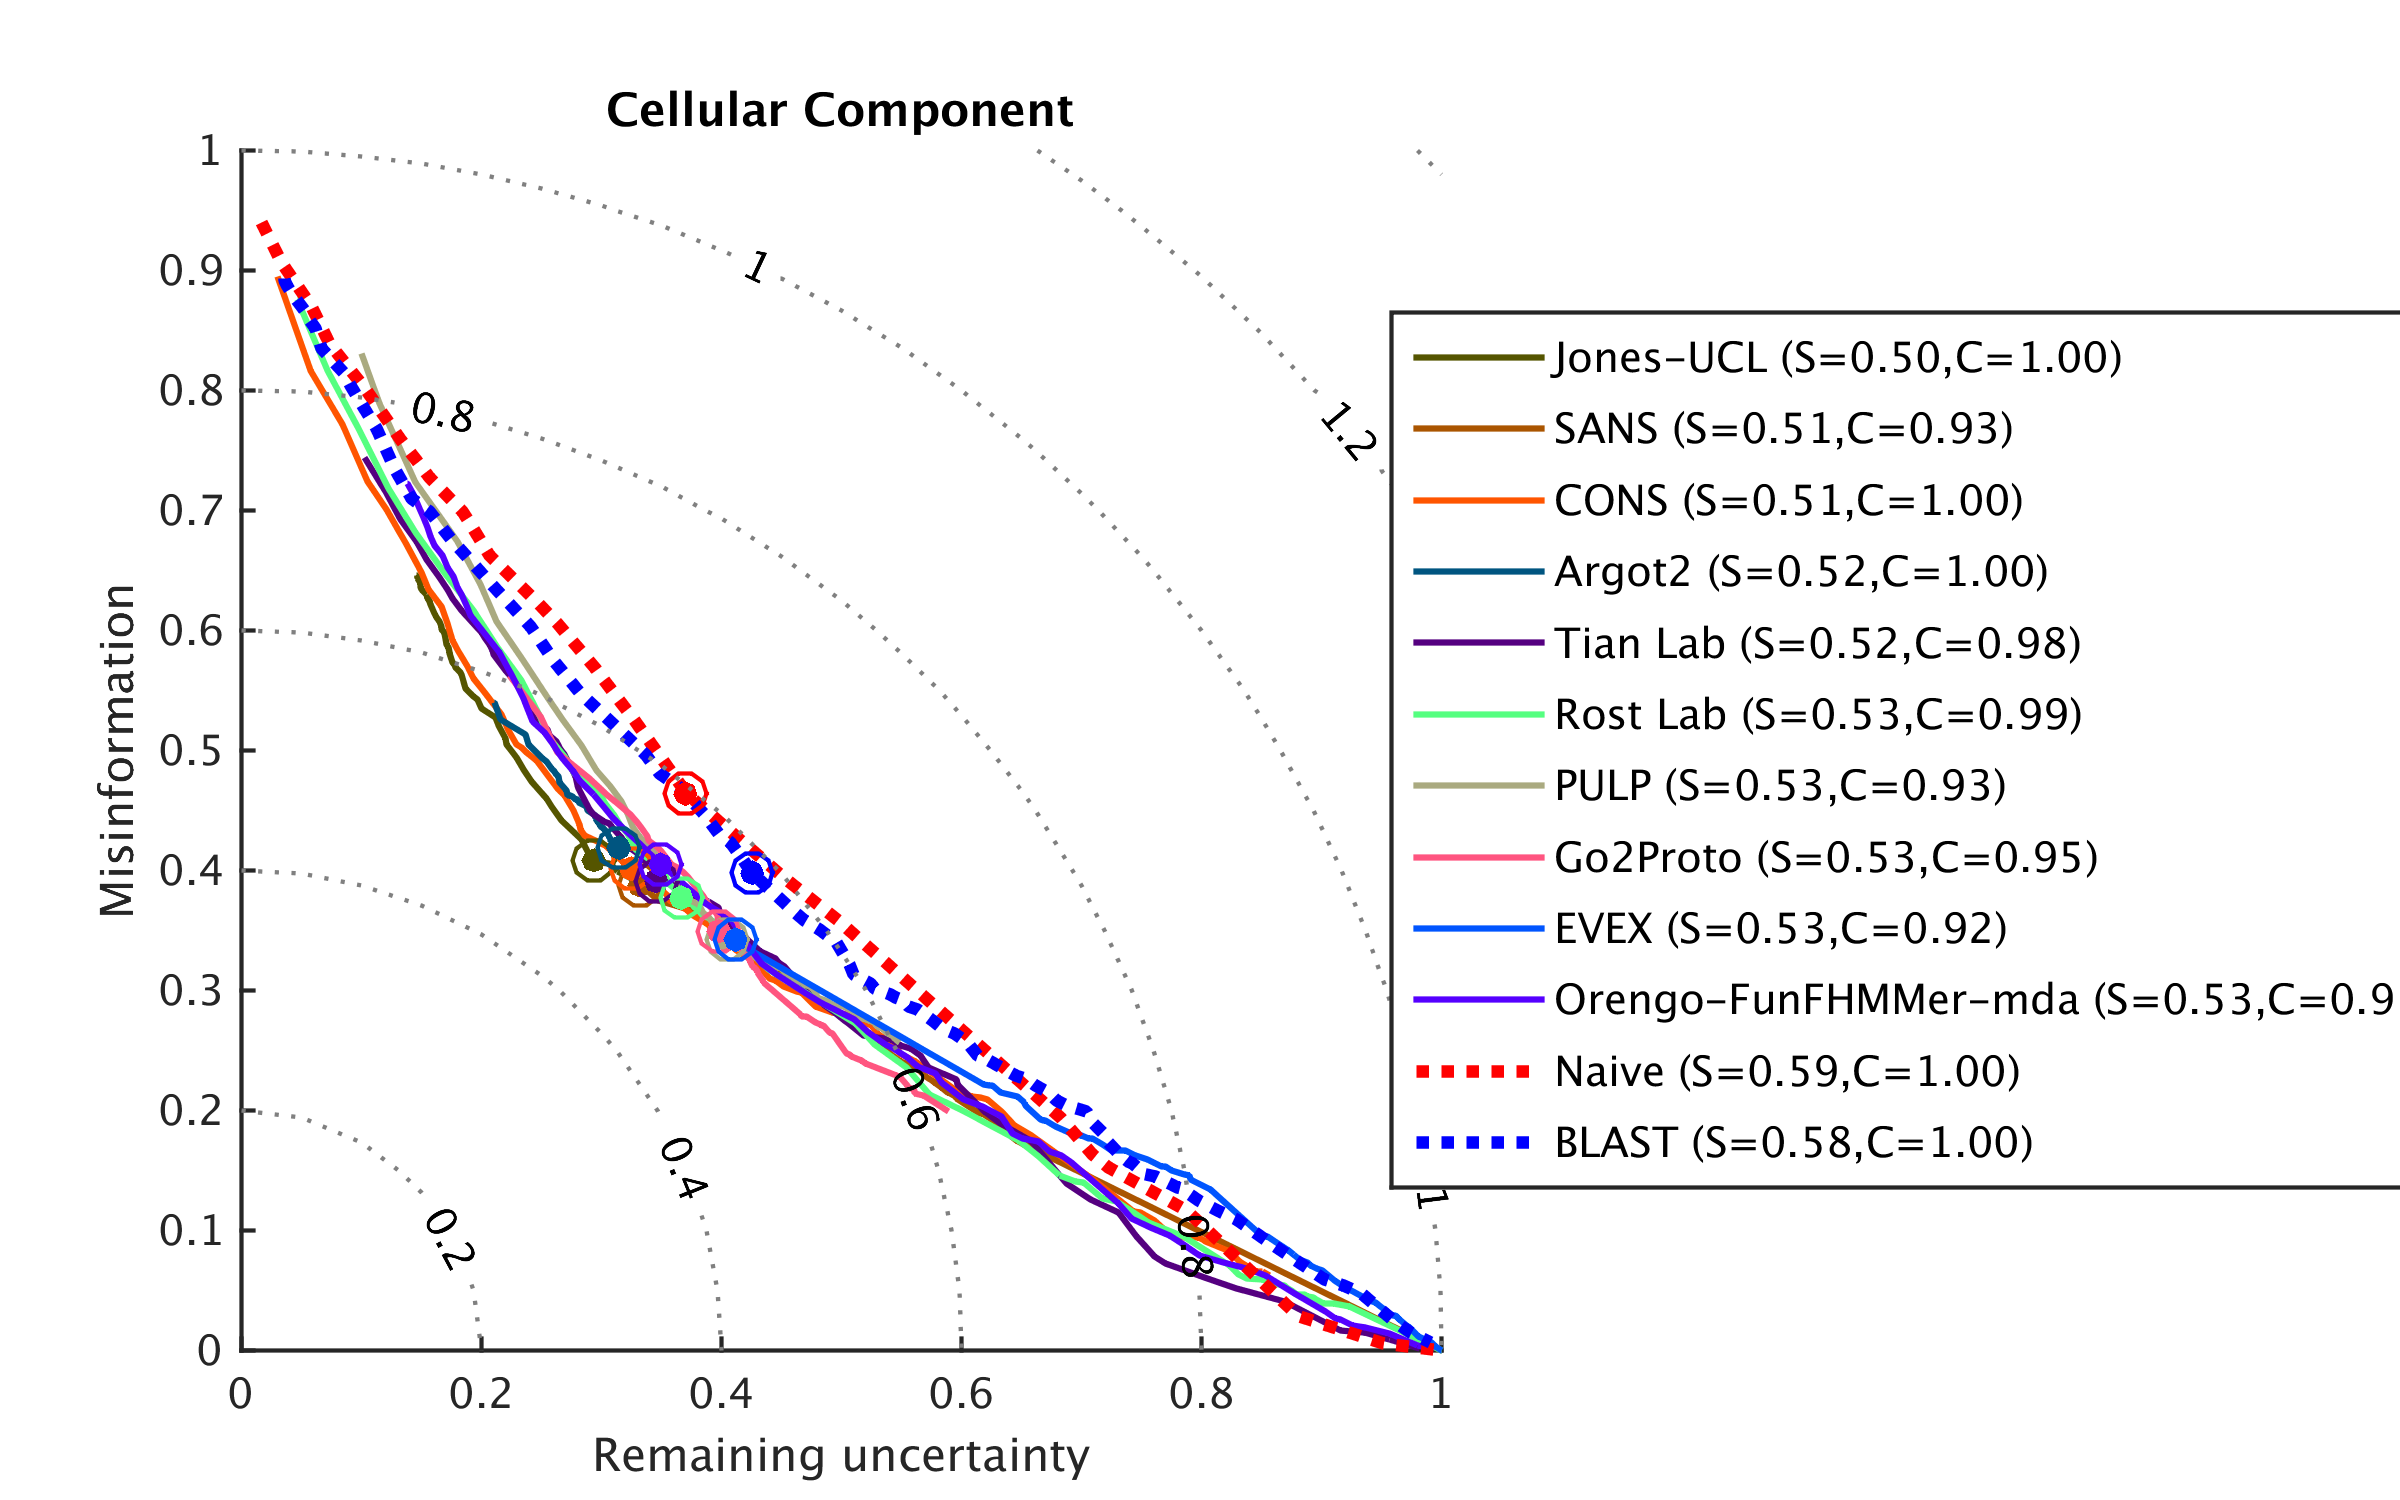 Cellular Component
1
0.9
0.8
0.7
0.6
0.5
0.4
0.3
0.2
0.1
0
Misinformation
0
0.2
0.4
0.6
0.8
1
Remaining uncertainty
0.2
0.4
0.6
0.8
0.8
1
1
1.2
Jones-UCL (S=0.50,C=1.00)
SANS (S=0.51,C=0.93)
CONS (S=0.51,C=1.00)
Argot2 (S=0.52,C=1.00)
Tian Lab (S=0.52,C=0.98)
Rost Lab (S=0.53,C=0.99)
PULP (S=0.53,C=0.93)
Go2Proto (S=0.53,C=0.95)
EVEX (S=0.53,C=0.92)
Orengo-FunFHMMer-mda (S=0.53,C=0.9
Naive (S=0.59,C=1.00)
BLAST (S=0.58,C=1.00)